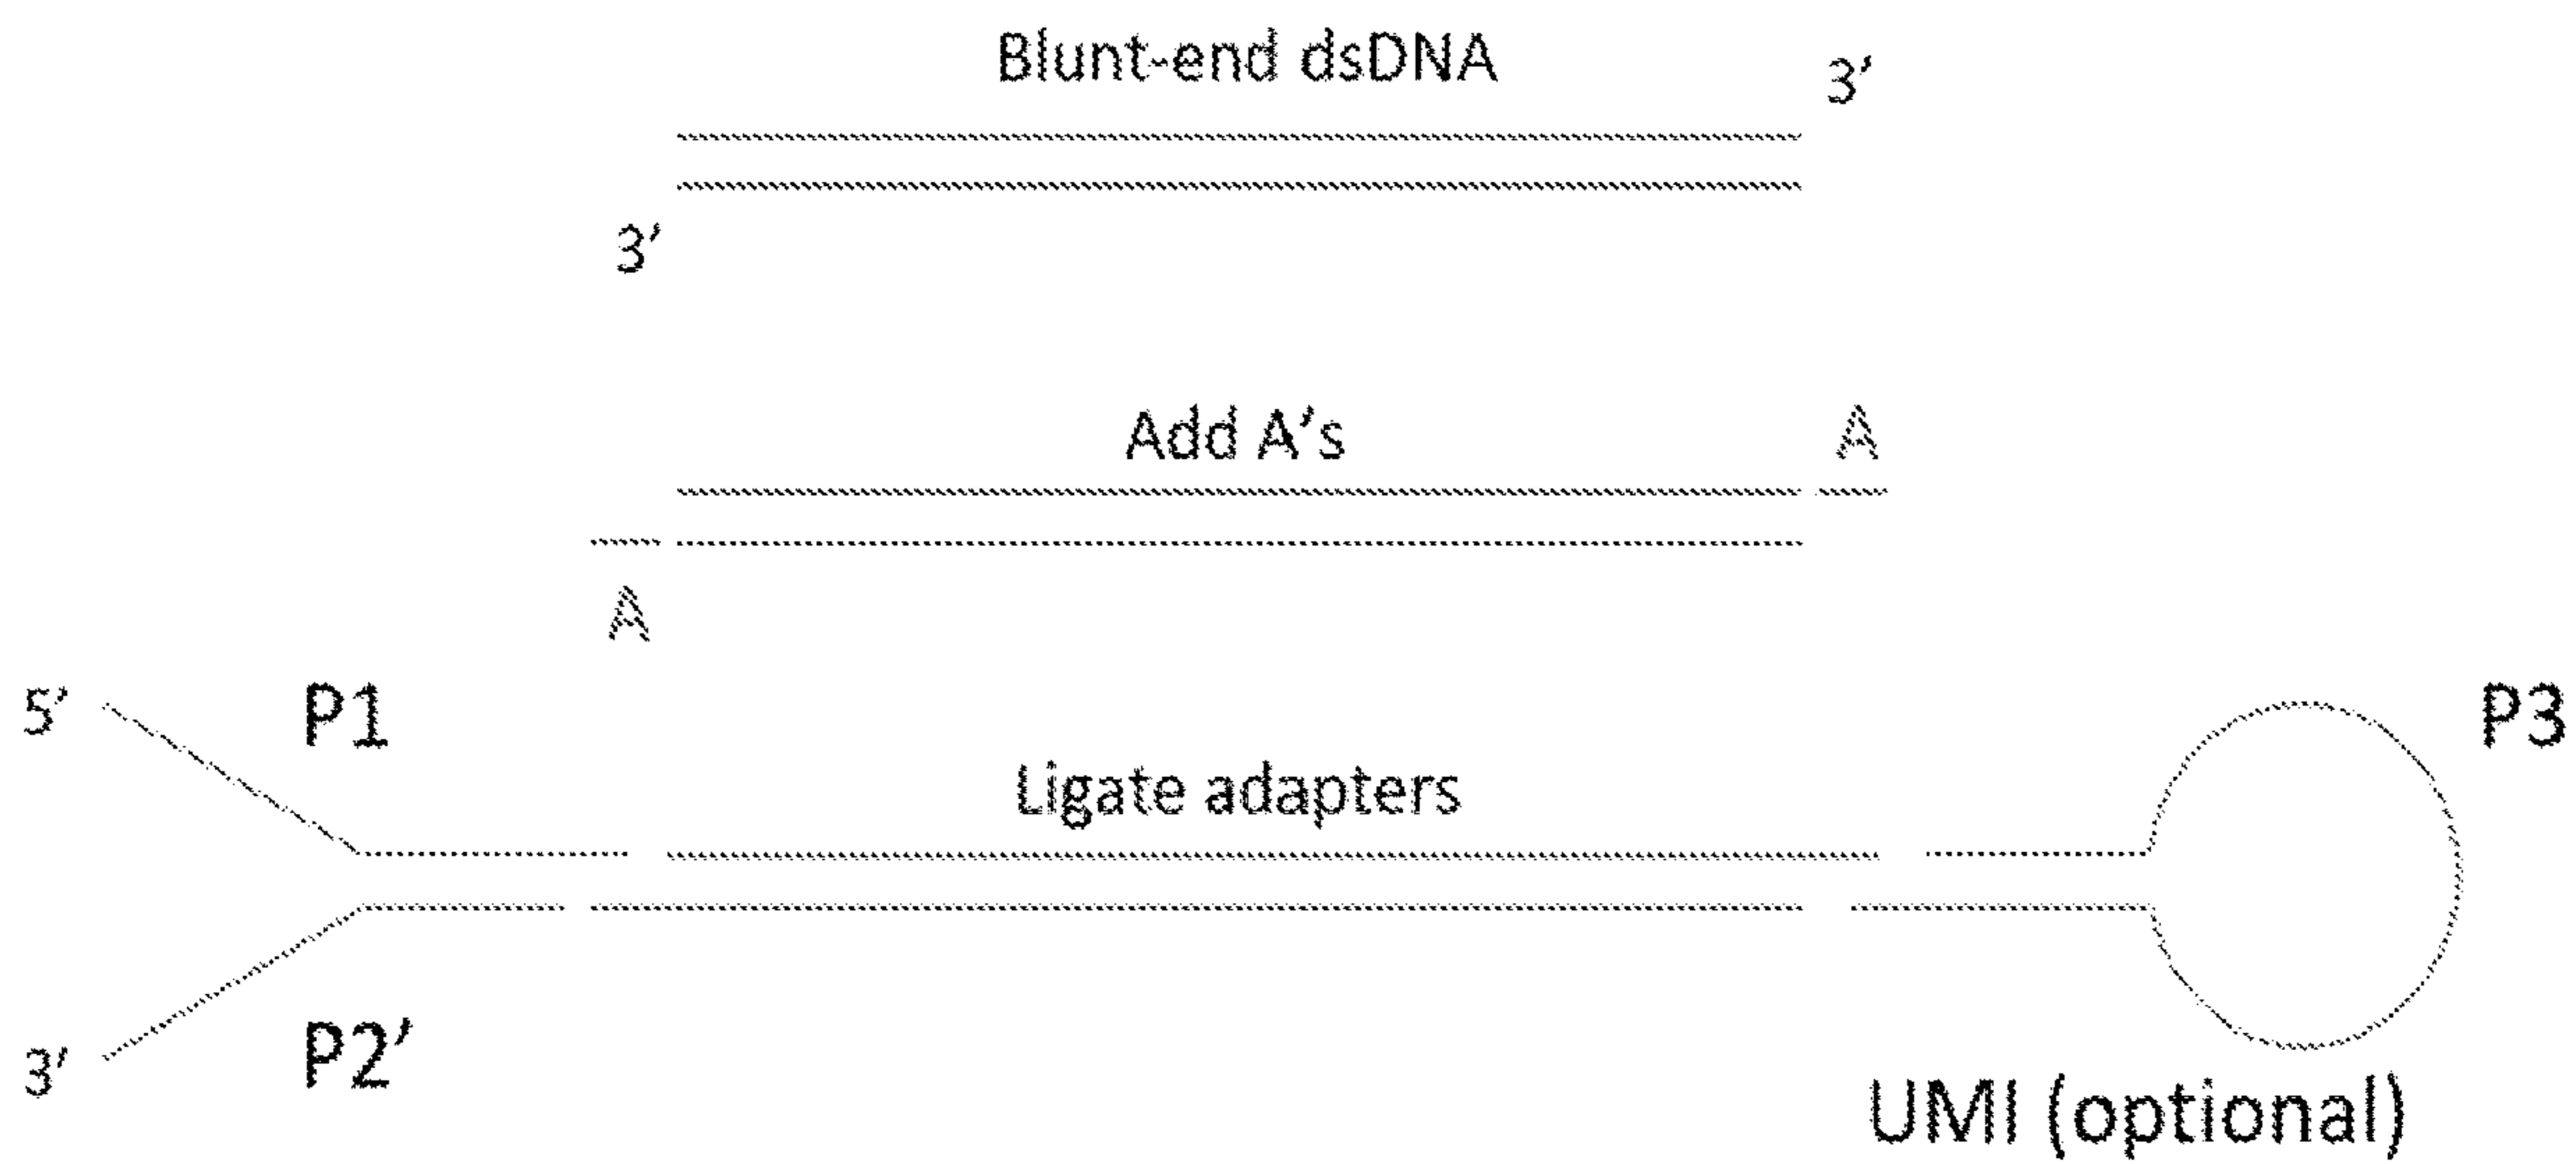 Blunt-end dsDNA
3′
3′
Add A's
A
A
5′
P1
P3
Ligate adapters
3′
P2′
UMI (optional)